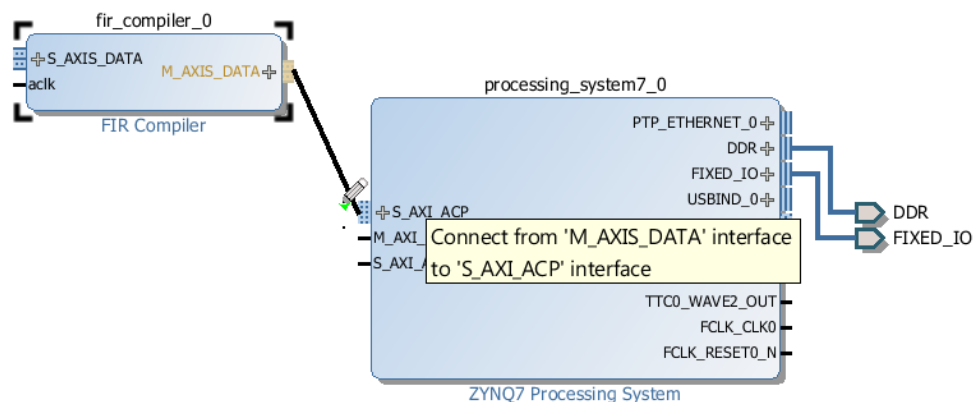 fir_compiler_0
S_AXIS_DATA
M_AXIS_DATA
aclk
FIR Compiler
processing_system7_0
PTP_ETHERNET_0
DDR
FIXED_IO
USBIND_0
S_AXI_ACP
M_AXI_
S_AXI_
Connect from 'M_AXIS_DATA' interface
to 'S_AXI_ACP' interface
TTC0_WAVE2_OUT
FCLK_CLK0
FCLK_RESET0_N
ZYNQ7 Processing System
DDR
FIXED_IO